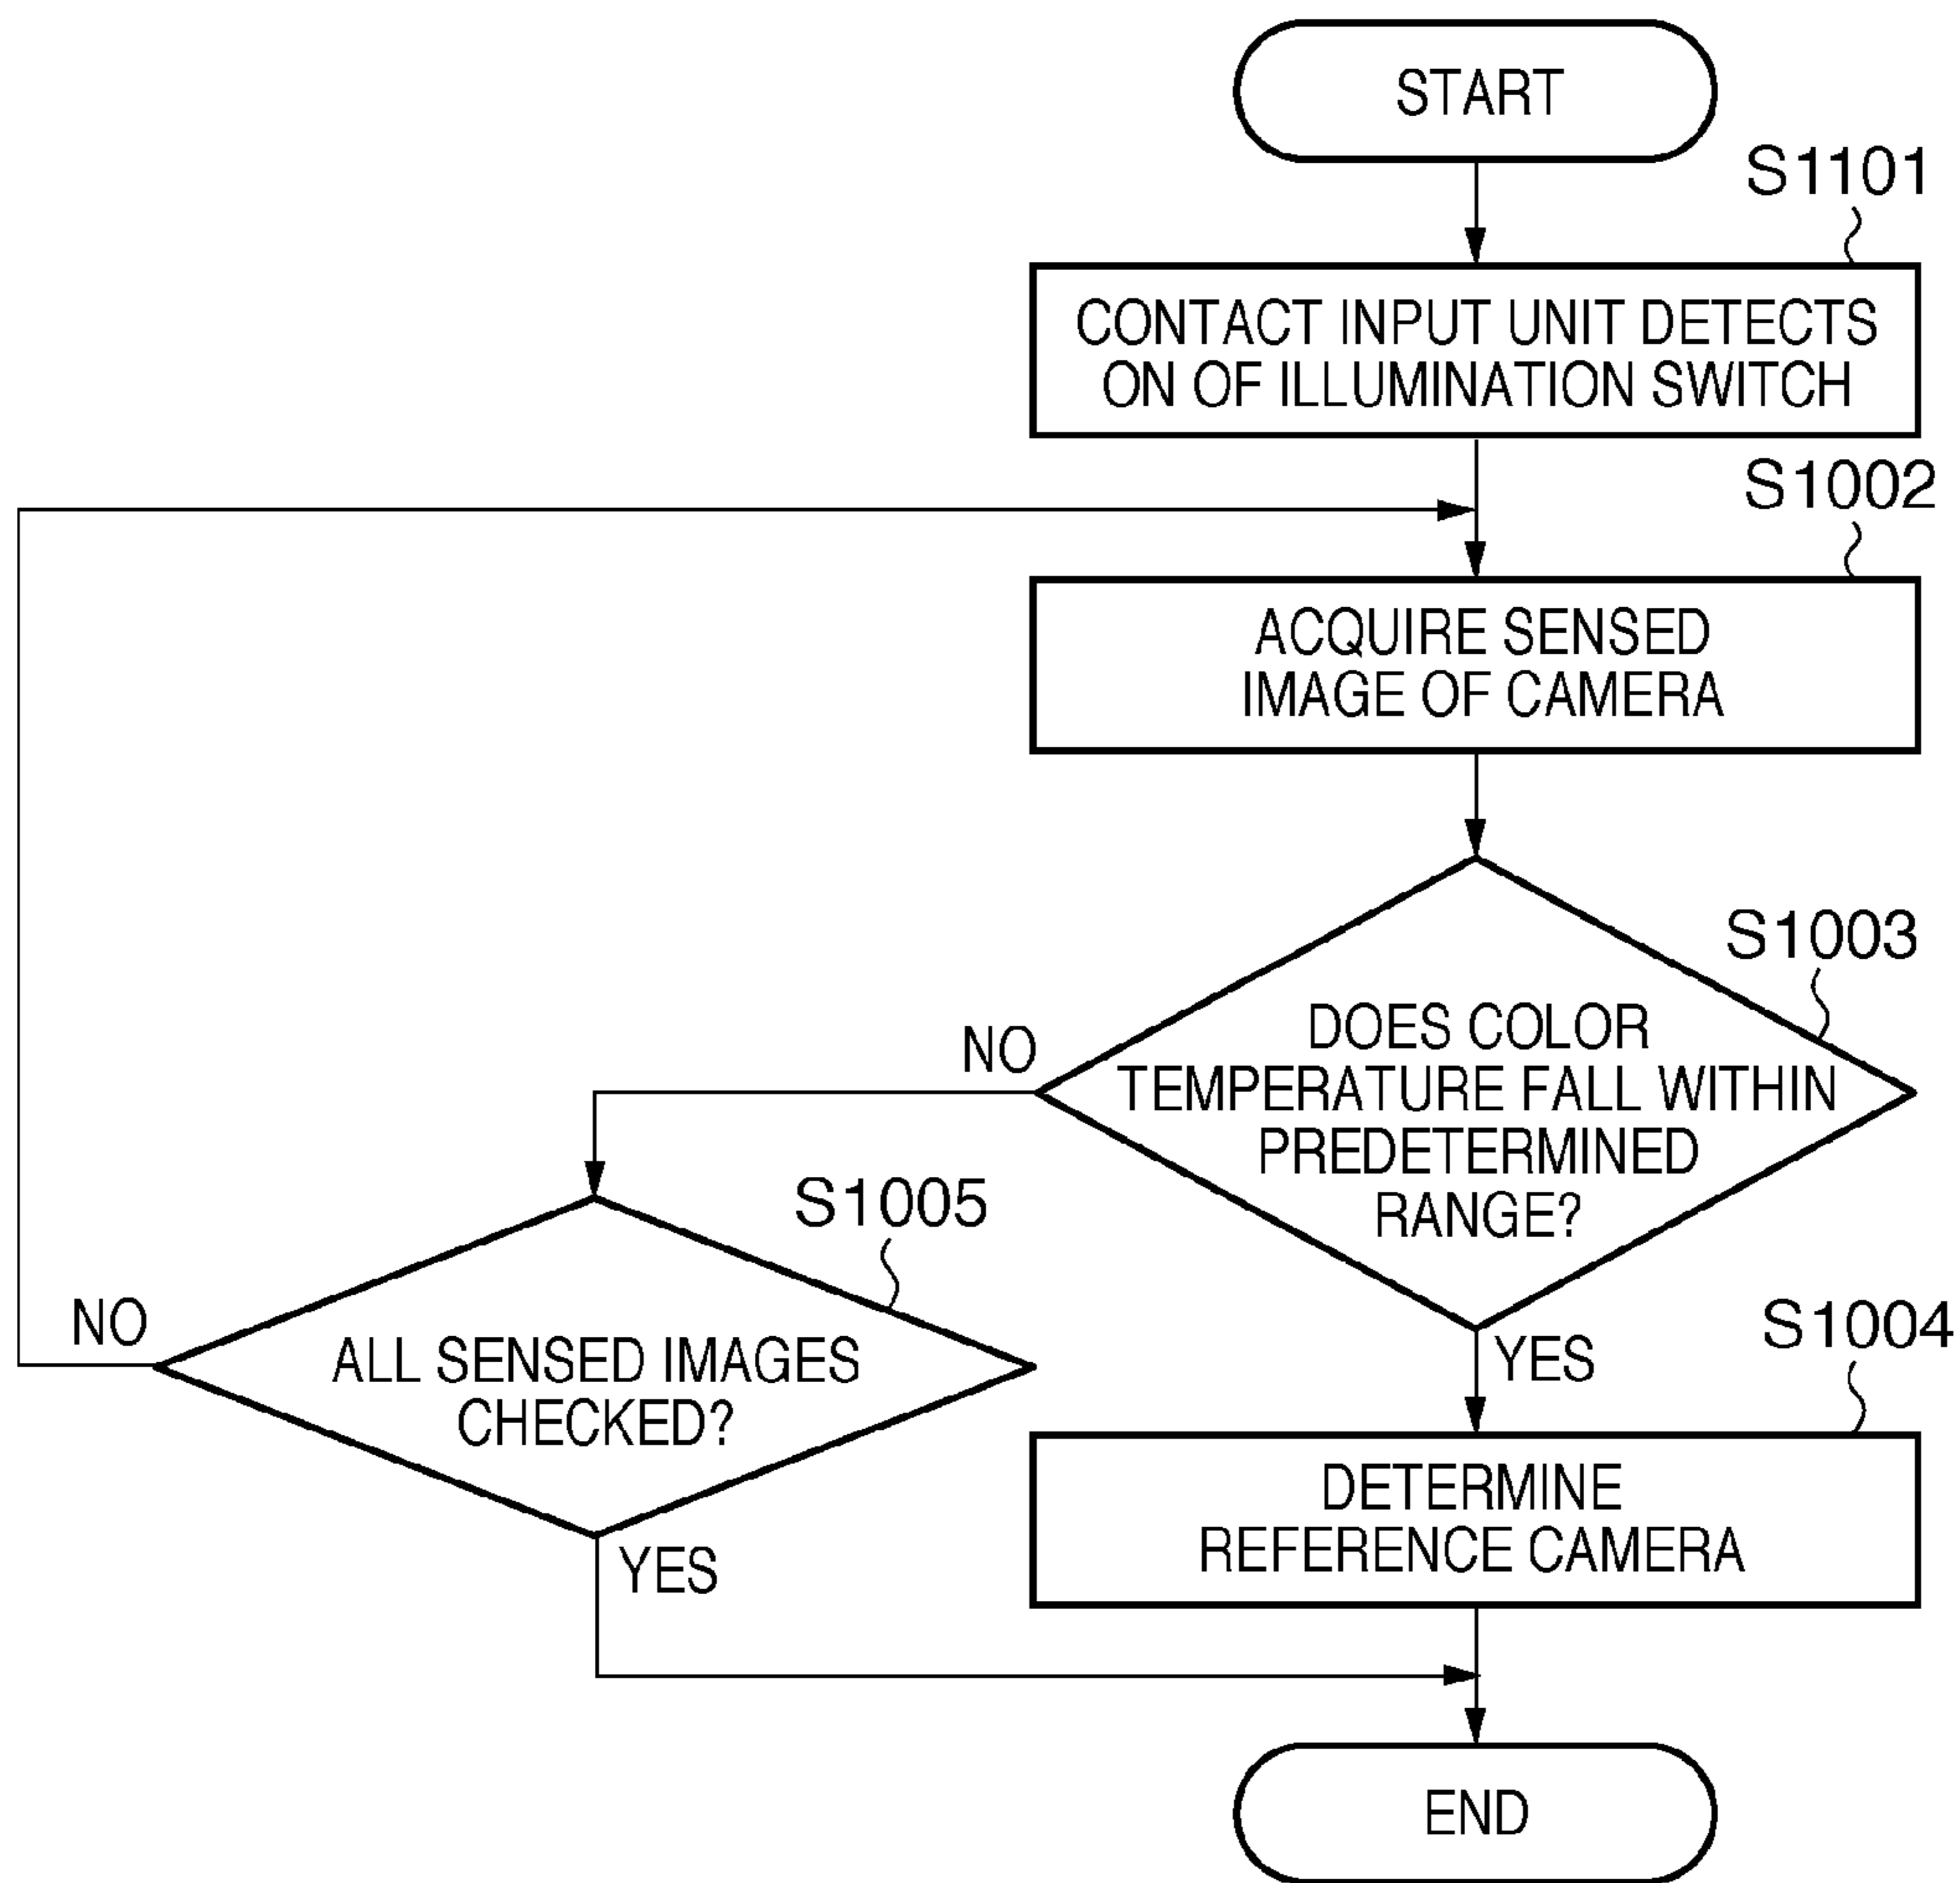 START
S1101
CONTACT INPUT UNIT DETECTS
ON OF ILLUMINATION SWITCH
S1002
ACQUIRE SENSED
IMAGE OF CAMERA
S1003
DOES COLOR
TEMPERATURE FALL WITHIN
PREDETERMINED
RANGE?
NO
YES
S1005
ALL SENSED IMAGES
CHECKED?
NO
YES
S1004
DETERMINE
REFERENCE CAMERA
END